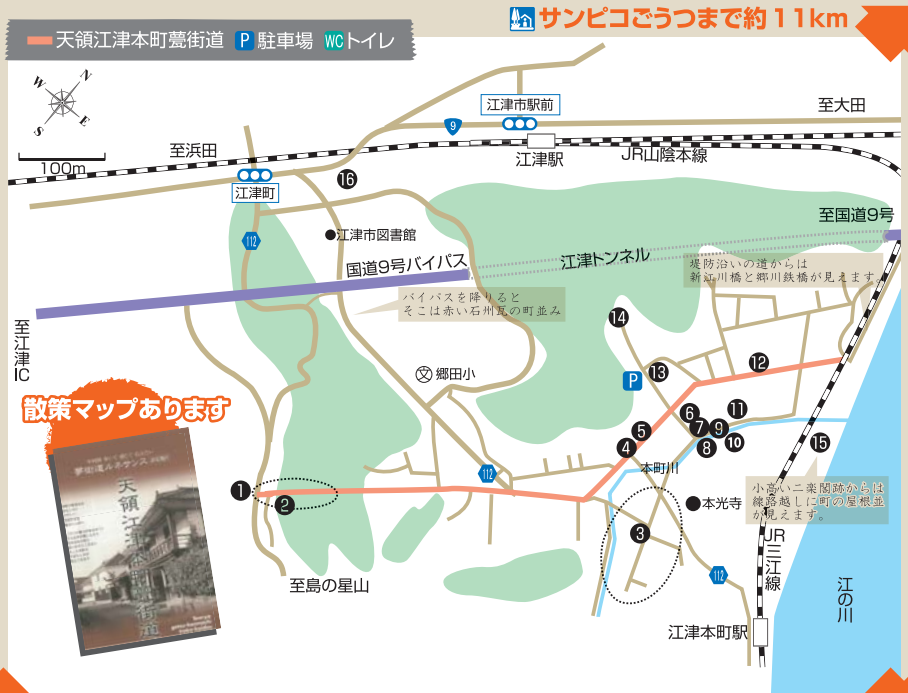 サンピコごうつまで約11km
天領江津本町甍街道 P 駐車場 WC トイレ
N
W
E
S
100m
至浜田
江津町
9
江津市駅前
江津駅
JR山陰本線
至大田
16
112
江津市図書館
国道9号バイパス
江津トンネル
至国道9号
堤防沿いの道からは
新江川橋と郷川鉄橋が見えます。
バイパスを降りると
そこは赤い石州瓦の町並み
至江津IC
14
文 郷田小
P
13
12
散策マップあります
天領江津本町甍街道
6
11
5
7
9
4
8
10
15
本町川
112
1
2
本光寺
小高い二楽閣跡からは
線路越しに町の屋根並
が見えます。
3
JR三江線
112
至島の星山
江の川
江津本町駅